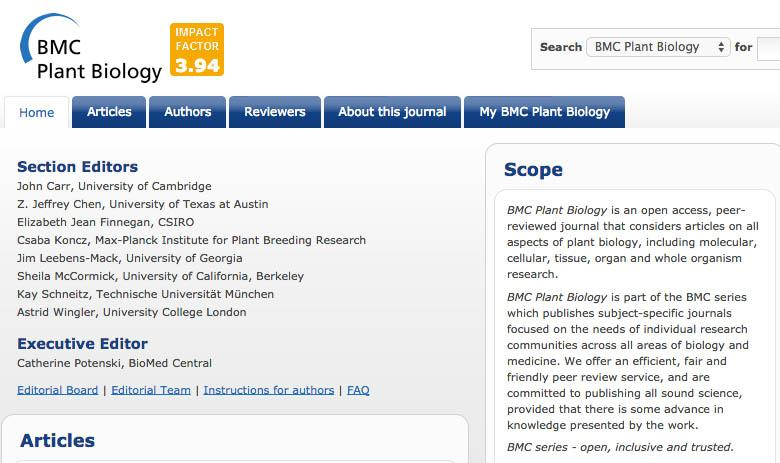 BMC
Plant Biology
IMPACT
FACTOR
3.94
Search BMC Plant Biology for
Home Articles Authors Reviewers About this journal My BMC Plant Biology
Section Editors
John Carr, University of Cambridge
Z. Jeffrey Chen, University of Texas at Austin
Elizabeth Jean Finnegan, CSIRO
Csaba Koncz, Max-Planck Institute for Plant Breeding Research
Jim Leebens-Mack, University of Georgia
Sheila McCormick, University of California, Berkeley
Kay Schneitz, Technische Universität München
Astrid Wingler, University College London
Executive Editor
Catherine Potenski, BioMed Central
Editorial Board | Editorial Team | Instructions for authors | FAQ
Articles
Scope
BMC Plant Biology is an open access, peer-
reviewed journal that considers articles on all
aspects of plant biology, including molecular,
cellular, tissue, organ and whole organism
research.
BMC Plant Biology is part of the BMC series
which publishes subject-specific journals
focused on the needs of individual research
communities across all areas of biology and
medicine. We offer an efficient, fair and
friendly peer review service, and are
committed to publishing all sound science,
provided that there is some advance in
knowledge presented by the work.
BMC series - open, inclusive and trusted.